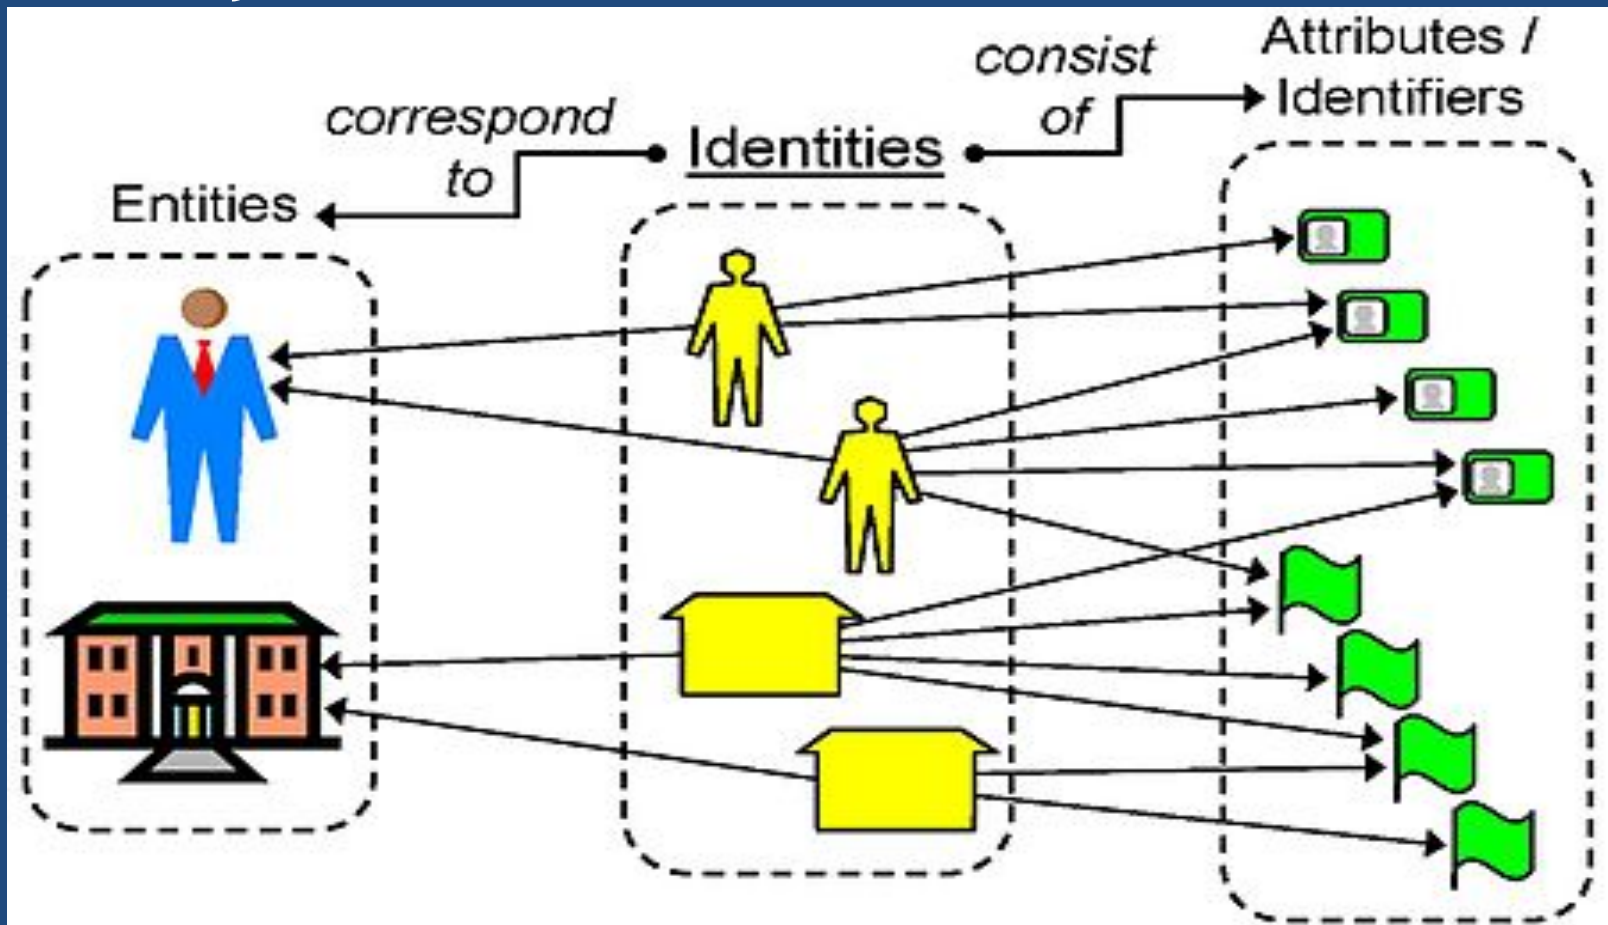 consist
of
Attributes /
Identifiers
correspond
to
Identities
Entities